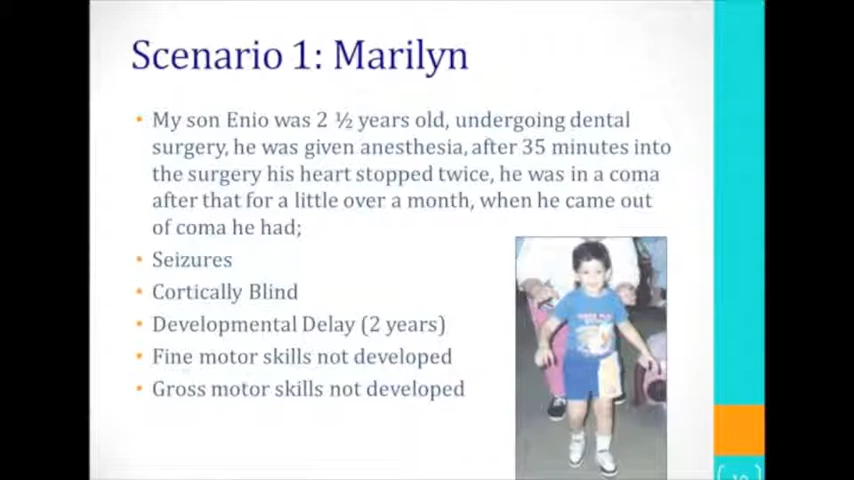 Scenario 1: Marilyn
• My son Enio was 2 ½ years old, undergoing dental
surgery, he was given anesthesia, after 35 minutes into
the surgery his heart stopped twice, he was in a coma
after that for a little over a month, when he came out
of coma he had;
• Seizures
• Cortically Blind
• Developmental Delay (2 years)
• Fine motor skills not developed
• Gross motor skills not developed